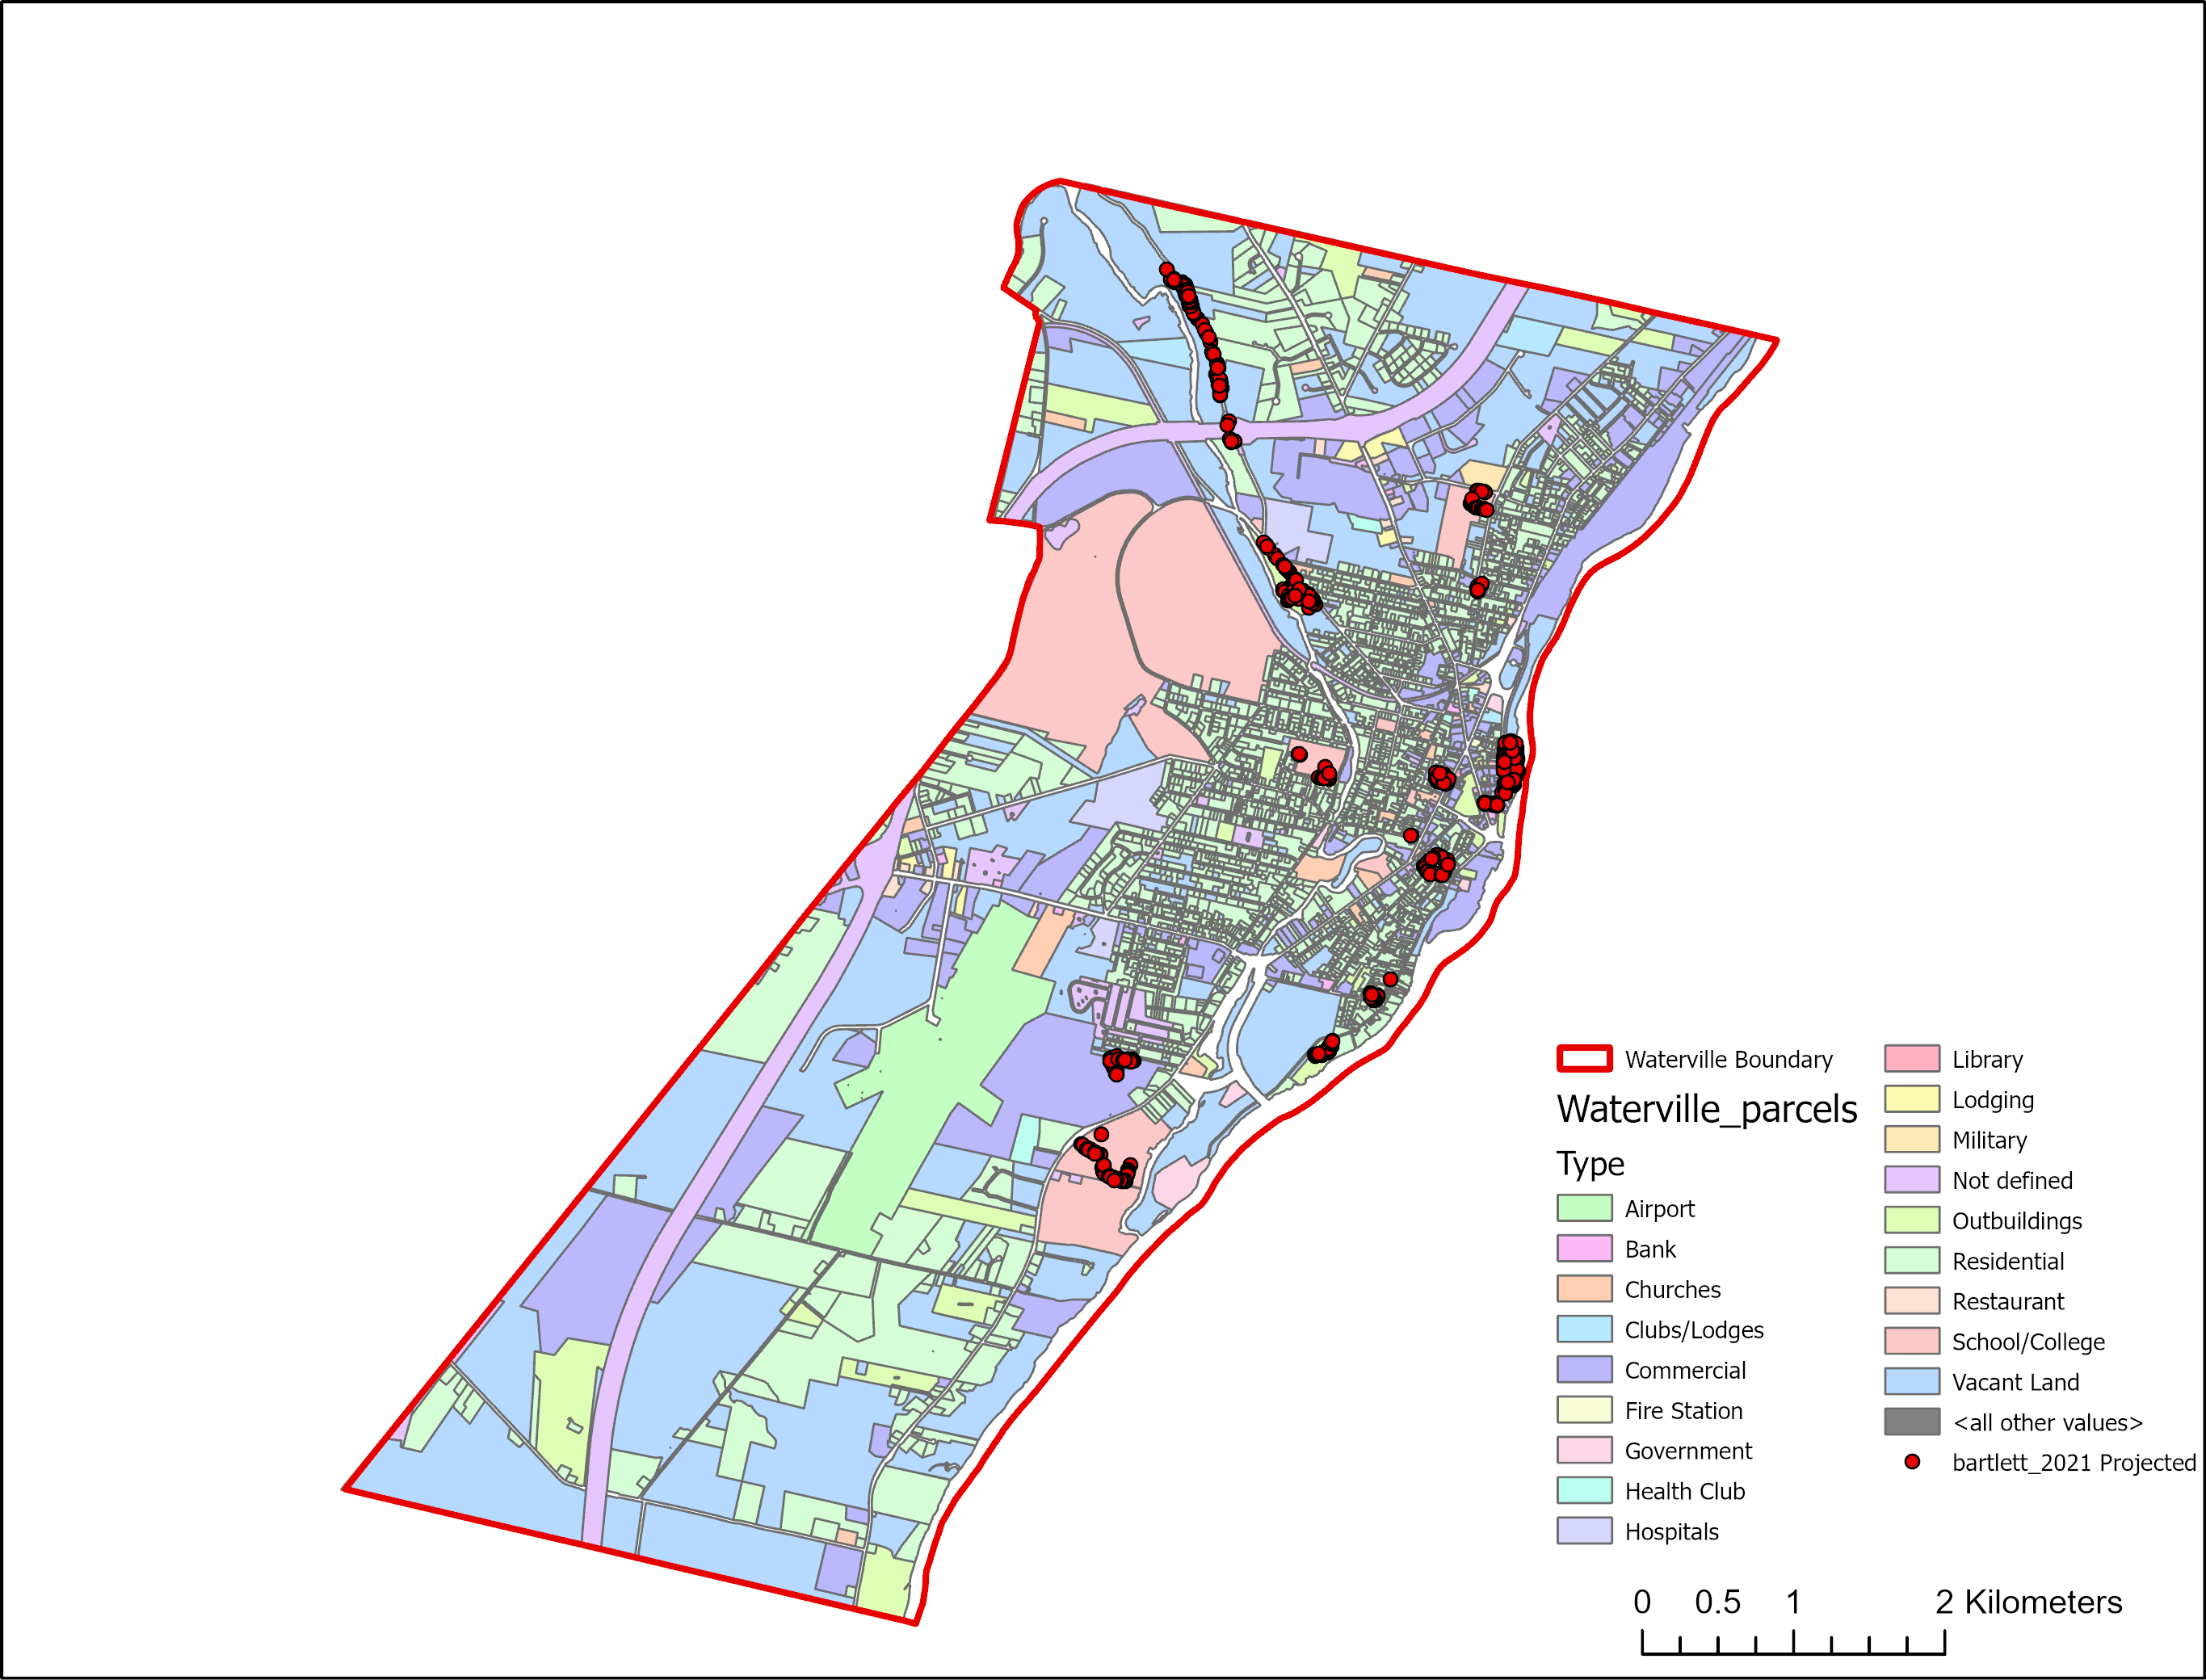 Waterville Boundary
Waterville_parcels
Type
Airport
Bank
Churches
Clubs/Lodges
Commercial
Fire Station
Government
Health Club
Hospitals
Library
Lodging
Military
Not defined
Outbuildings
Residential
Restaurant
School/College
Vacant Land
<all other values>
bartlett_2021 Projected
0 0.5 1 2 Kilometers